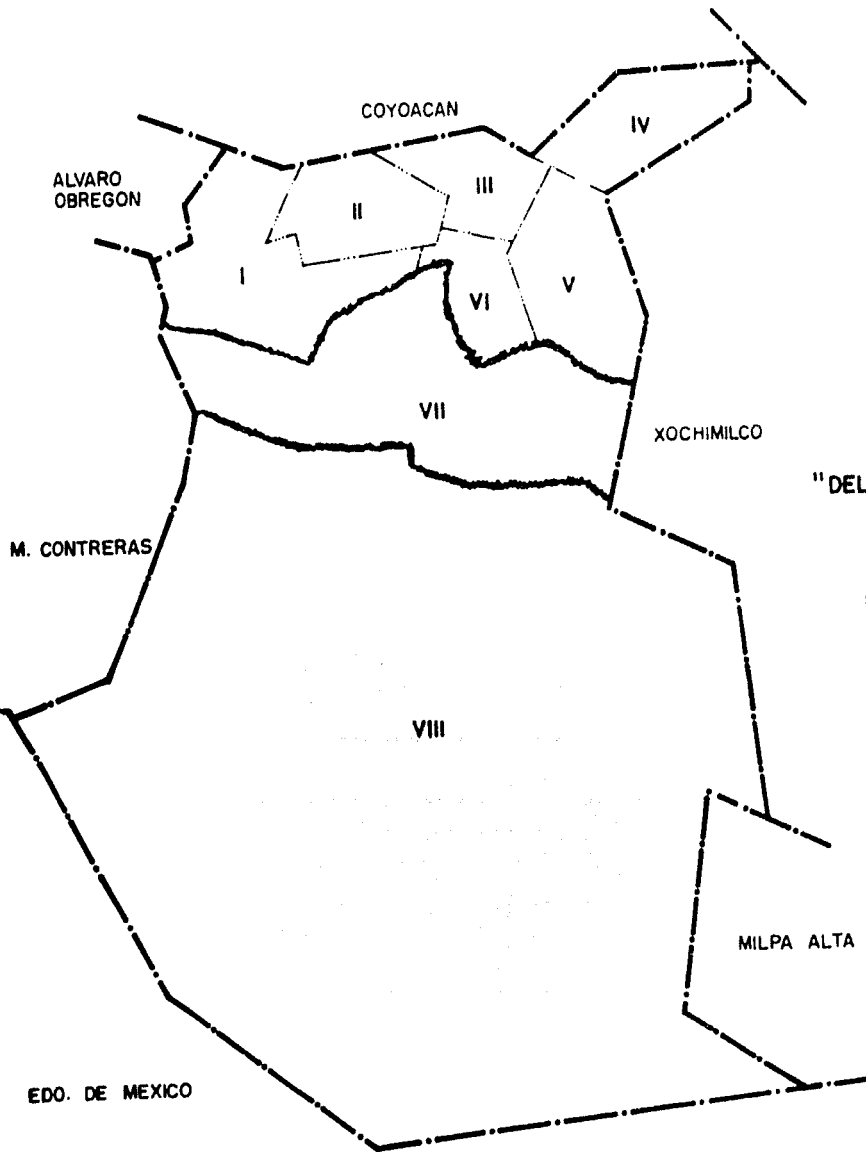 COYOACAN
IV
ALVARO
OBREGON
III
II
I
V
VI
VII
XOCHIMILCO
"DEL
M. CONTRERAS
VIII
MILPA ALTA
EDO. DE MEXICO